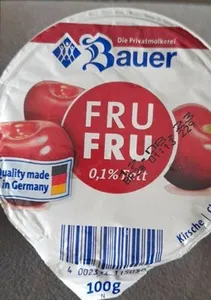 Die Privatmolkerei
Bauer
FRU
FRU
0,1% Fett
Quality made
in Germany
Kirsche
100g